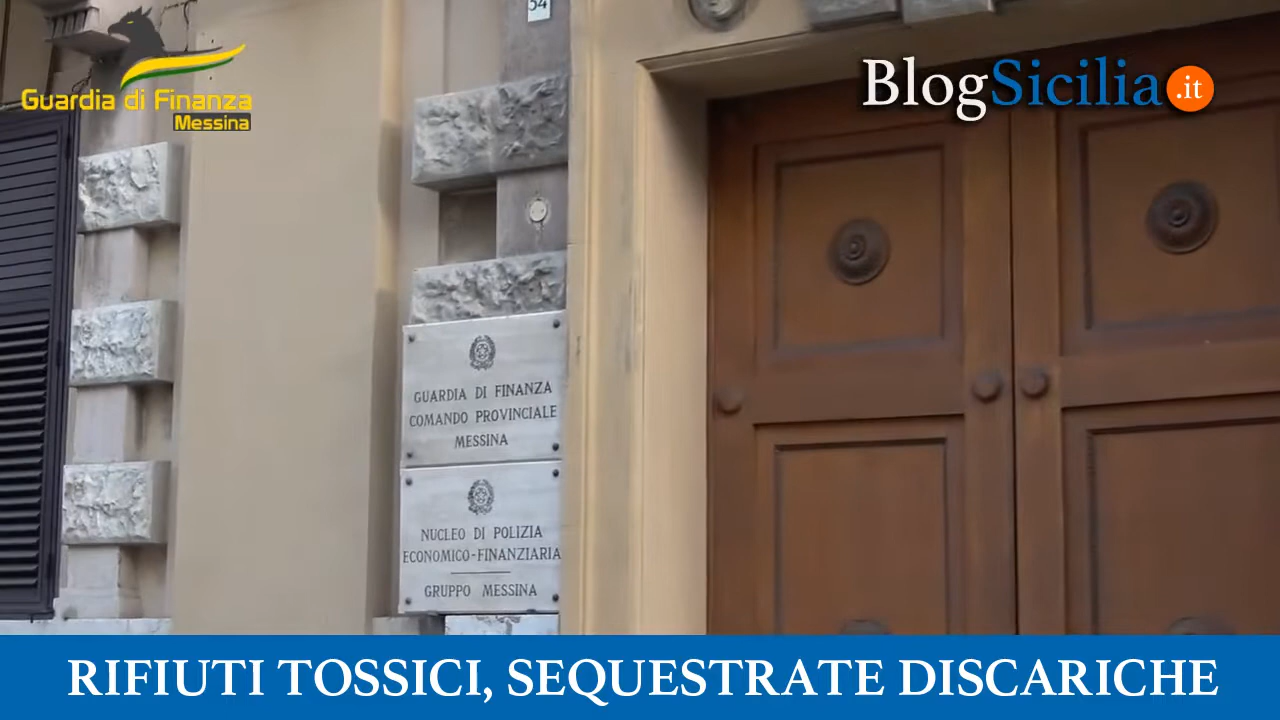 54
Guardia di Finanza
Messina
BlogSicilia.it
GUARDIA DI FINANZA
COMANDO PROVINCIALE
MESSINA
NUCLEO DI POLIZIA
ECONOMICO-FINANZIARIA
GRUPPO MESSINA
RIFIUTI TOSSICI, SEQUESTRATE DISCARICHE